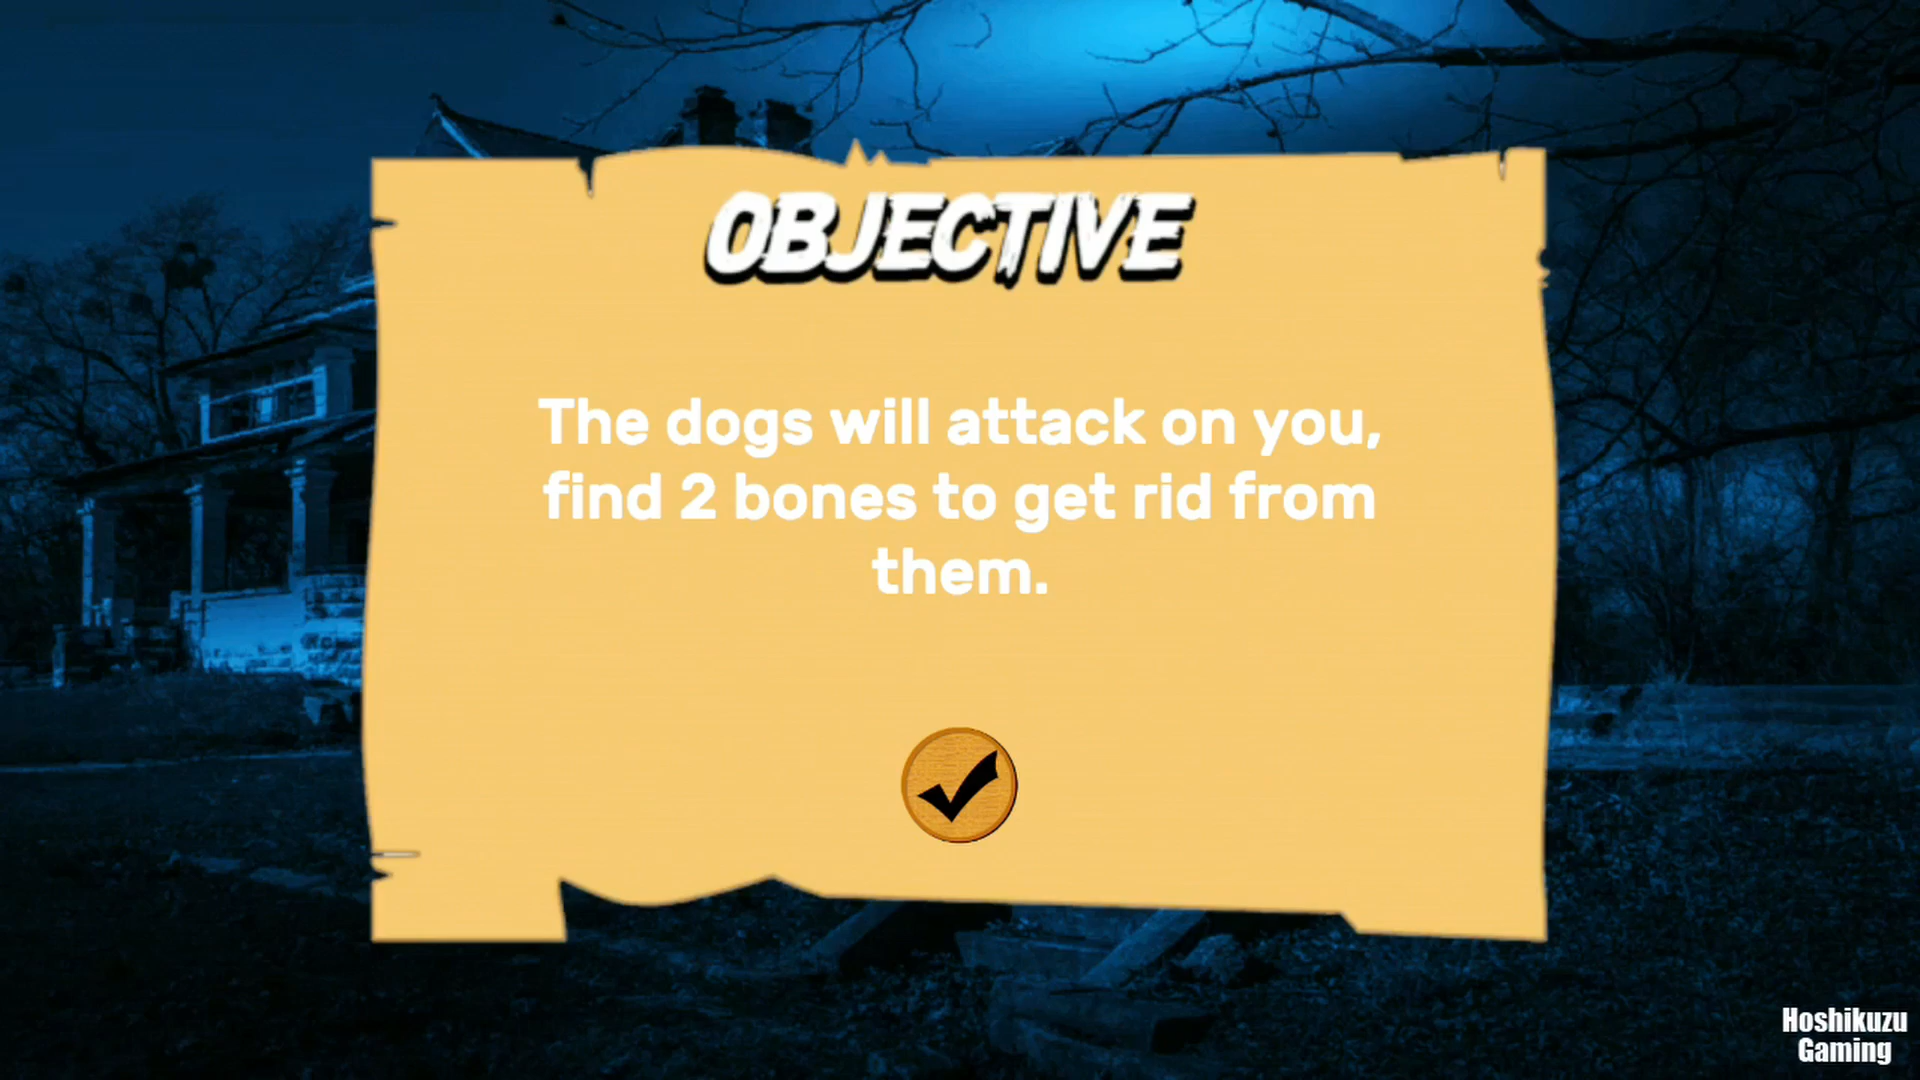 OBJECTIVE
The dogs will attack on you,
find 2 bones to get rid from
them.
Hoshikuzu
Gaming